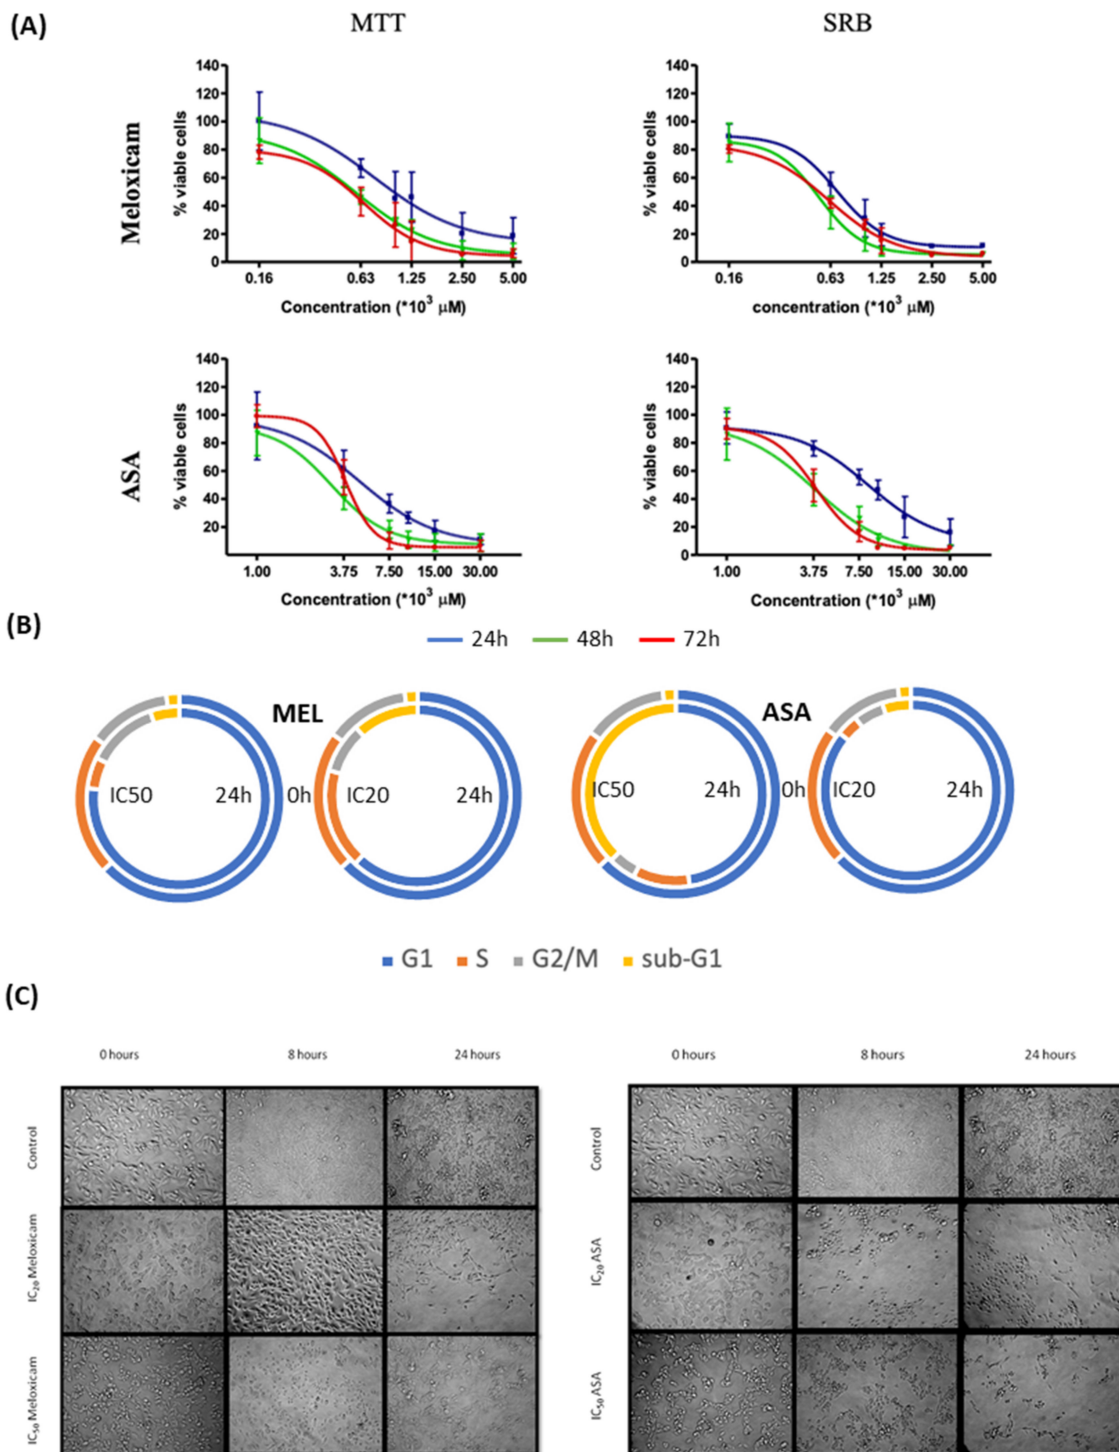 (A)
MTT
SRB
Meloxicam
% viable cells
140
120
100
80
60
40
20
0
0.16 0.63 1.25 2.50 5.00
Concentration (*10³ μM)
% viable cells
140
120
100
80
60
40
20
0
0.16 0.63 1.25 2.50 5.00
concentration (*10³ μM)
ASA
% viable cells
140
120
100
80
60
40
20
0
1.00 3.75 7.50 15.00 30.00
Concentration (*10³ μM)
% viable cells
140
120
100
80
60
40
20
0
1.00 3.75 7.50 15.00 30.00
Concentration (*10³ μM)
(B)
24h 48h 72h
MEL
ASA
IC50 24h 0h IC20 24h
IC50 24h 0h IC20 24h
G1 S G2/M sub-G1
(C)
0 hours 8 hours 24 hours
Control
IC₂₀ Meloxicam
IC₅₀ Meloxicam
0 hours 8 hours 24 hours
Control
IC₂₀ ASA
IC₅₀ ASA